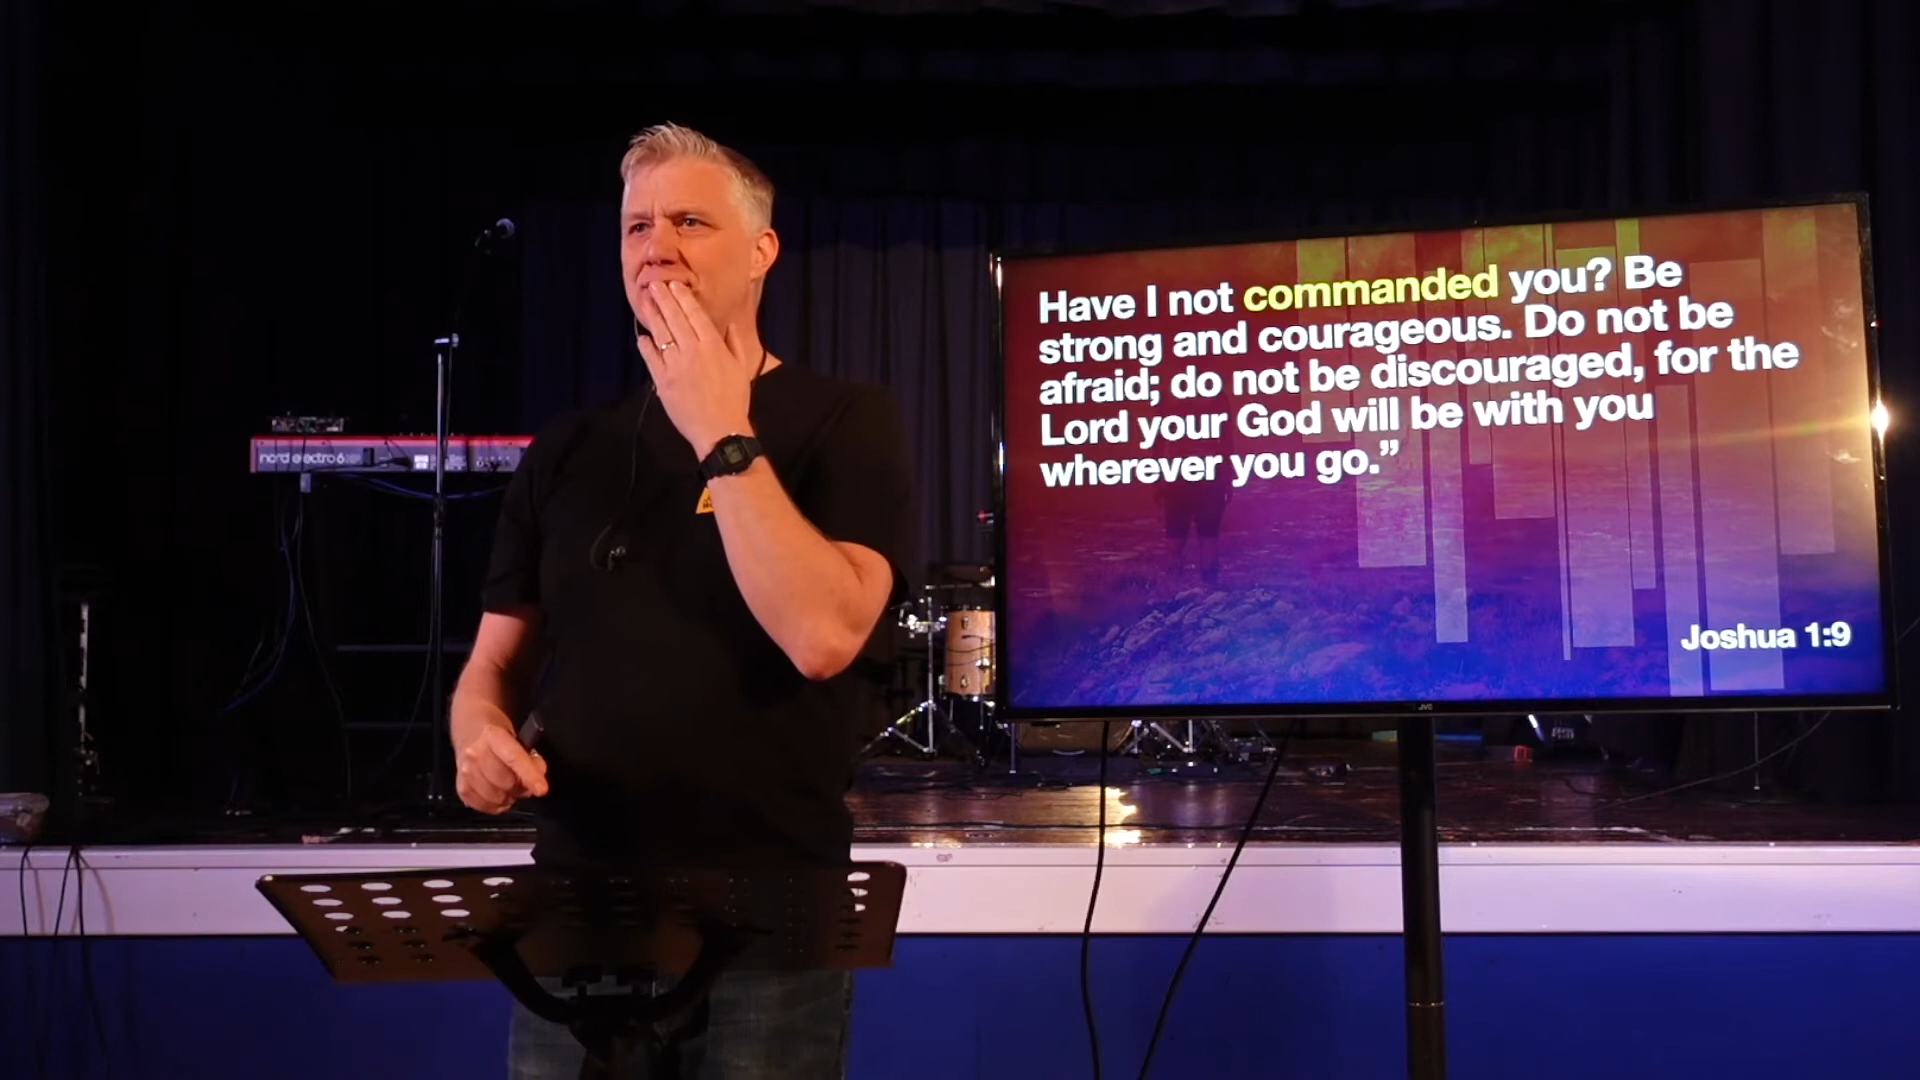 Have I not commanded you? Be
strong and courageous. Do not be
afraid; do not be discouraged, for the
Lord your God will be with you
wherever you go.”
Joshua 1:9
nord electro 6
JVC